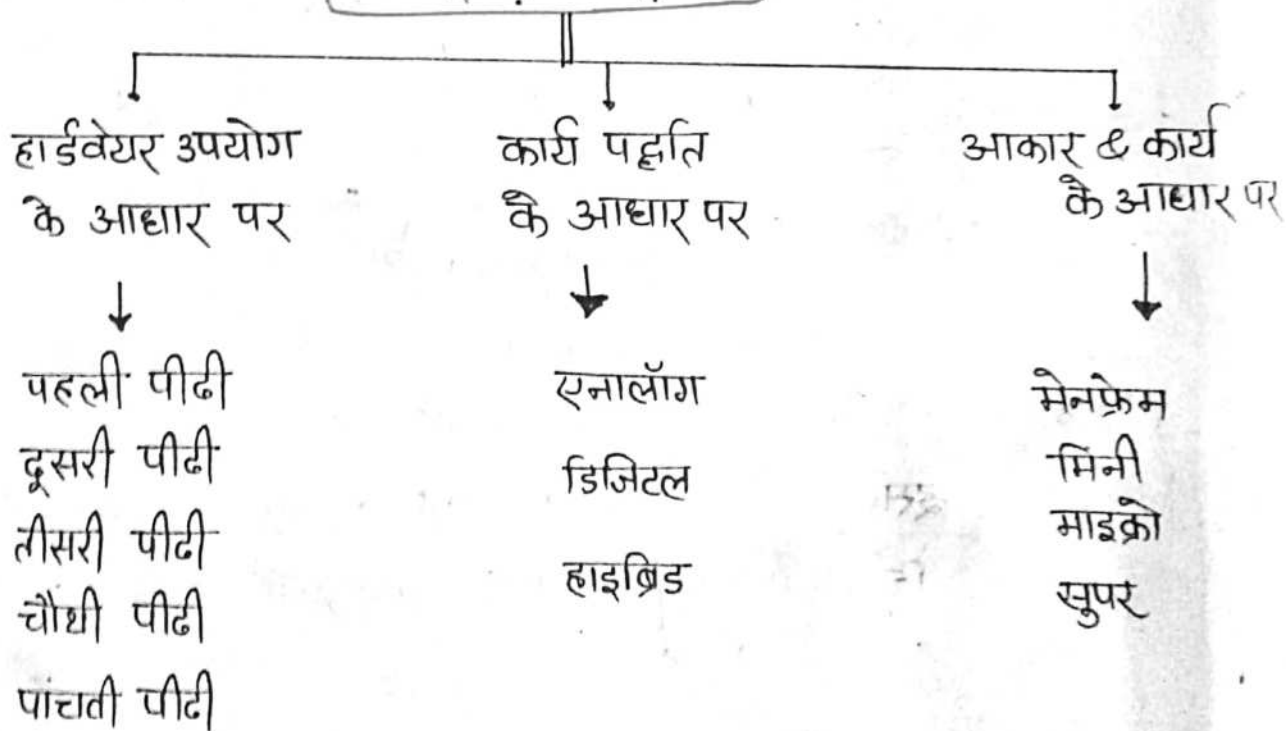 हार्डवेयर उपयोग
के आधार पर
पहली पीढी
दूसरी पीढी
तीसरी पीढी
चौथी पीढी
पांचती पीढी
कार्य पद्धति
के आधार पर
एनालॉग
डिजिटल
हाइब्रिड
आकार & कार्य
के आधार पर
मेनफ्रेम
मिनी
माइक्रो
सुपर